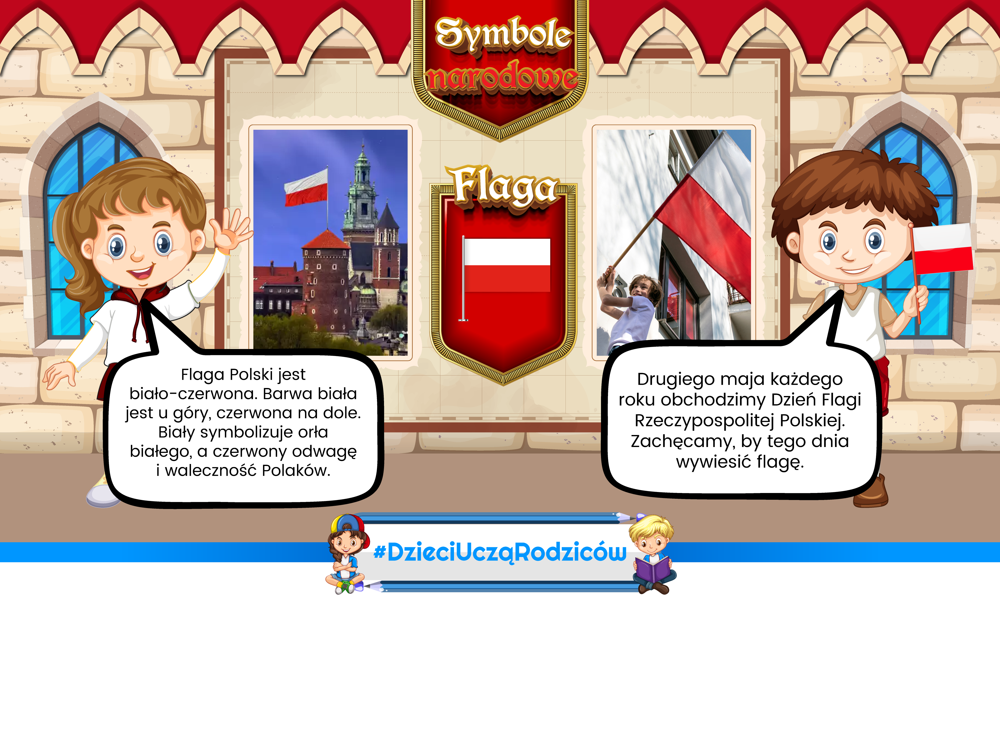 Symbole
narodowe
Flaga
Flaga Polski jest
biało-czerwona. Barwa biała
jest u góry, czerwona na dole.
Biały symbolizuje orła
białego, a czerwony odwagę
i waleczność Polaków.
Drugiego maja każdego
roku obchodzimy Dzień Flagi
Rzeczypospolitej Polskiej.
Zachęcamy, by tego dnia
wywiesić flagę.
#DzieciUcząRodziców